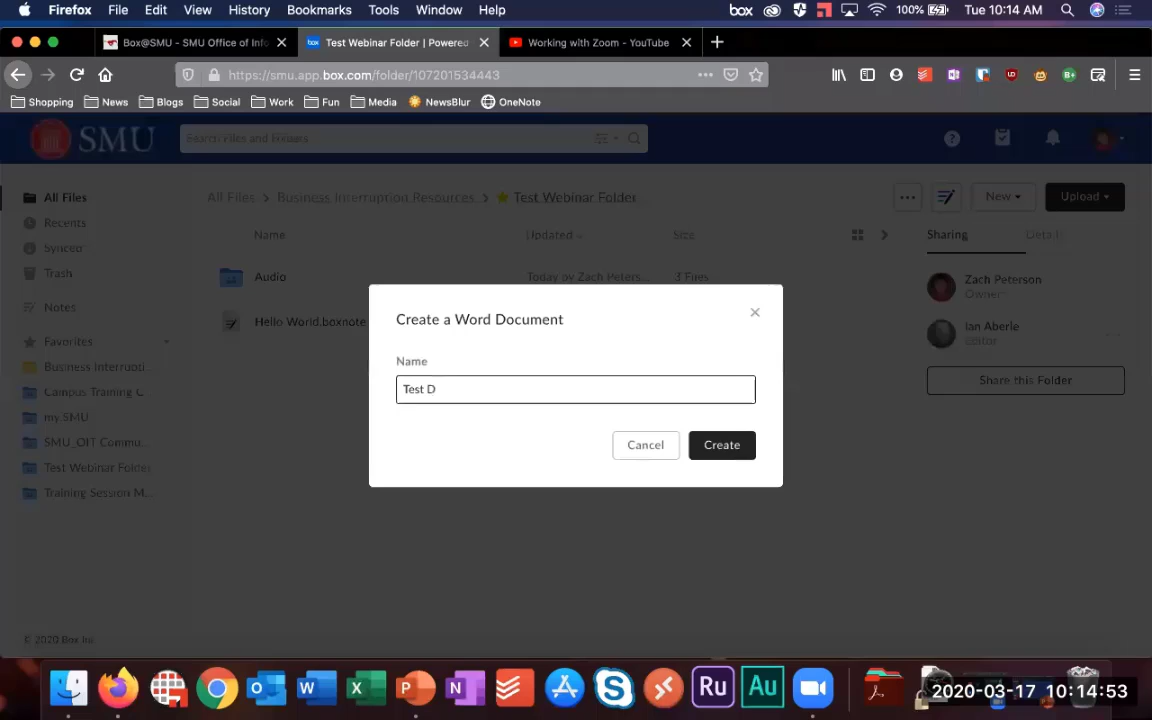 Firefox File Edit View History Bookmarks Tools Window Help box 100% Tue 10:14 AM
Box@SMU - SMU Office of Info
Test Webinar Folder | Powered
Working with Zoom - YouTube
https://smu.app.box.com/folder/107201534443
Shopping News Blogs Social Work Fun Media NewsBlur OneNote
SMU Search Files and Folders
All Files
Recents
Synced
Trash
Notes
Favorites
Business Interrupti...
Campus Training C
my SMU
SMU_OIT Commu...
Test Webinar Folder
Training Session M...
All Files > Business Interruption Resources > Test Webinar Folder
New Upload
Name Updated Size
Audio Today by Zach Peters... 3 Files
Hello World.boxnote
Sharing Details
Zach Peterson
Owner
Ian Aberle
Editor
Share this Folder
Create a Word Document
Name
Test D
Cancel Create
© 2020 Box Inc
Ru Au
2020-03-17 10:14:53